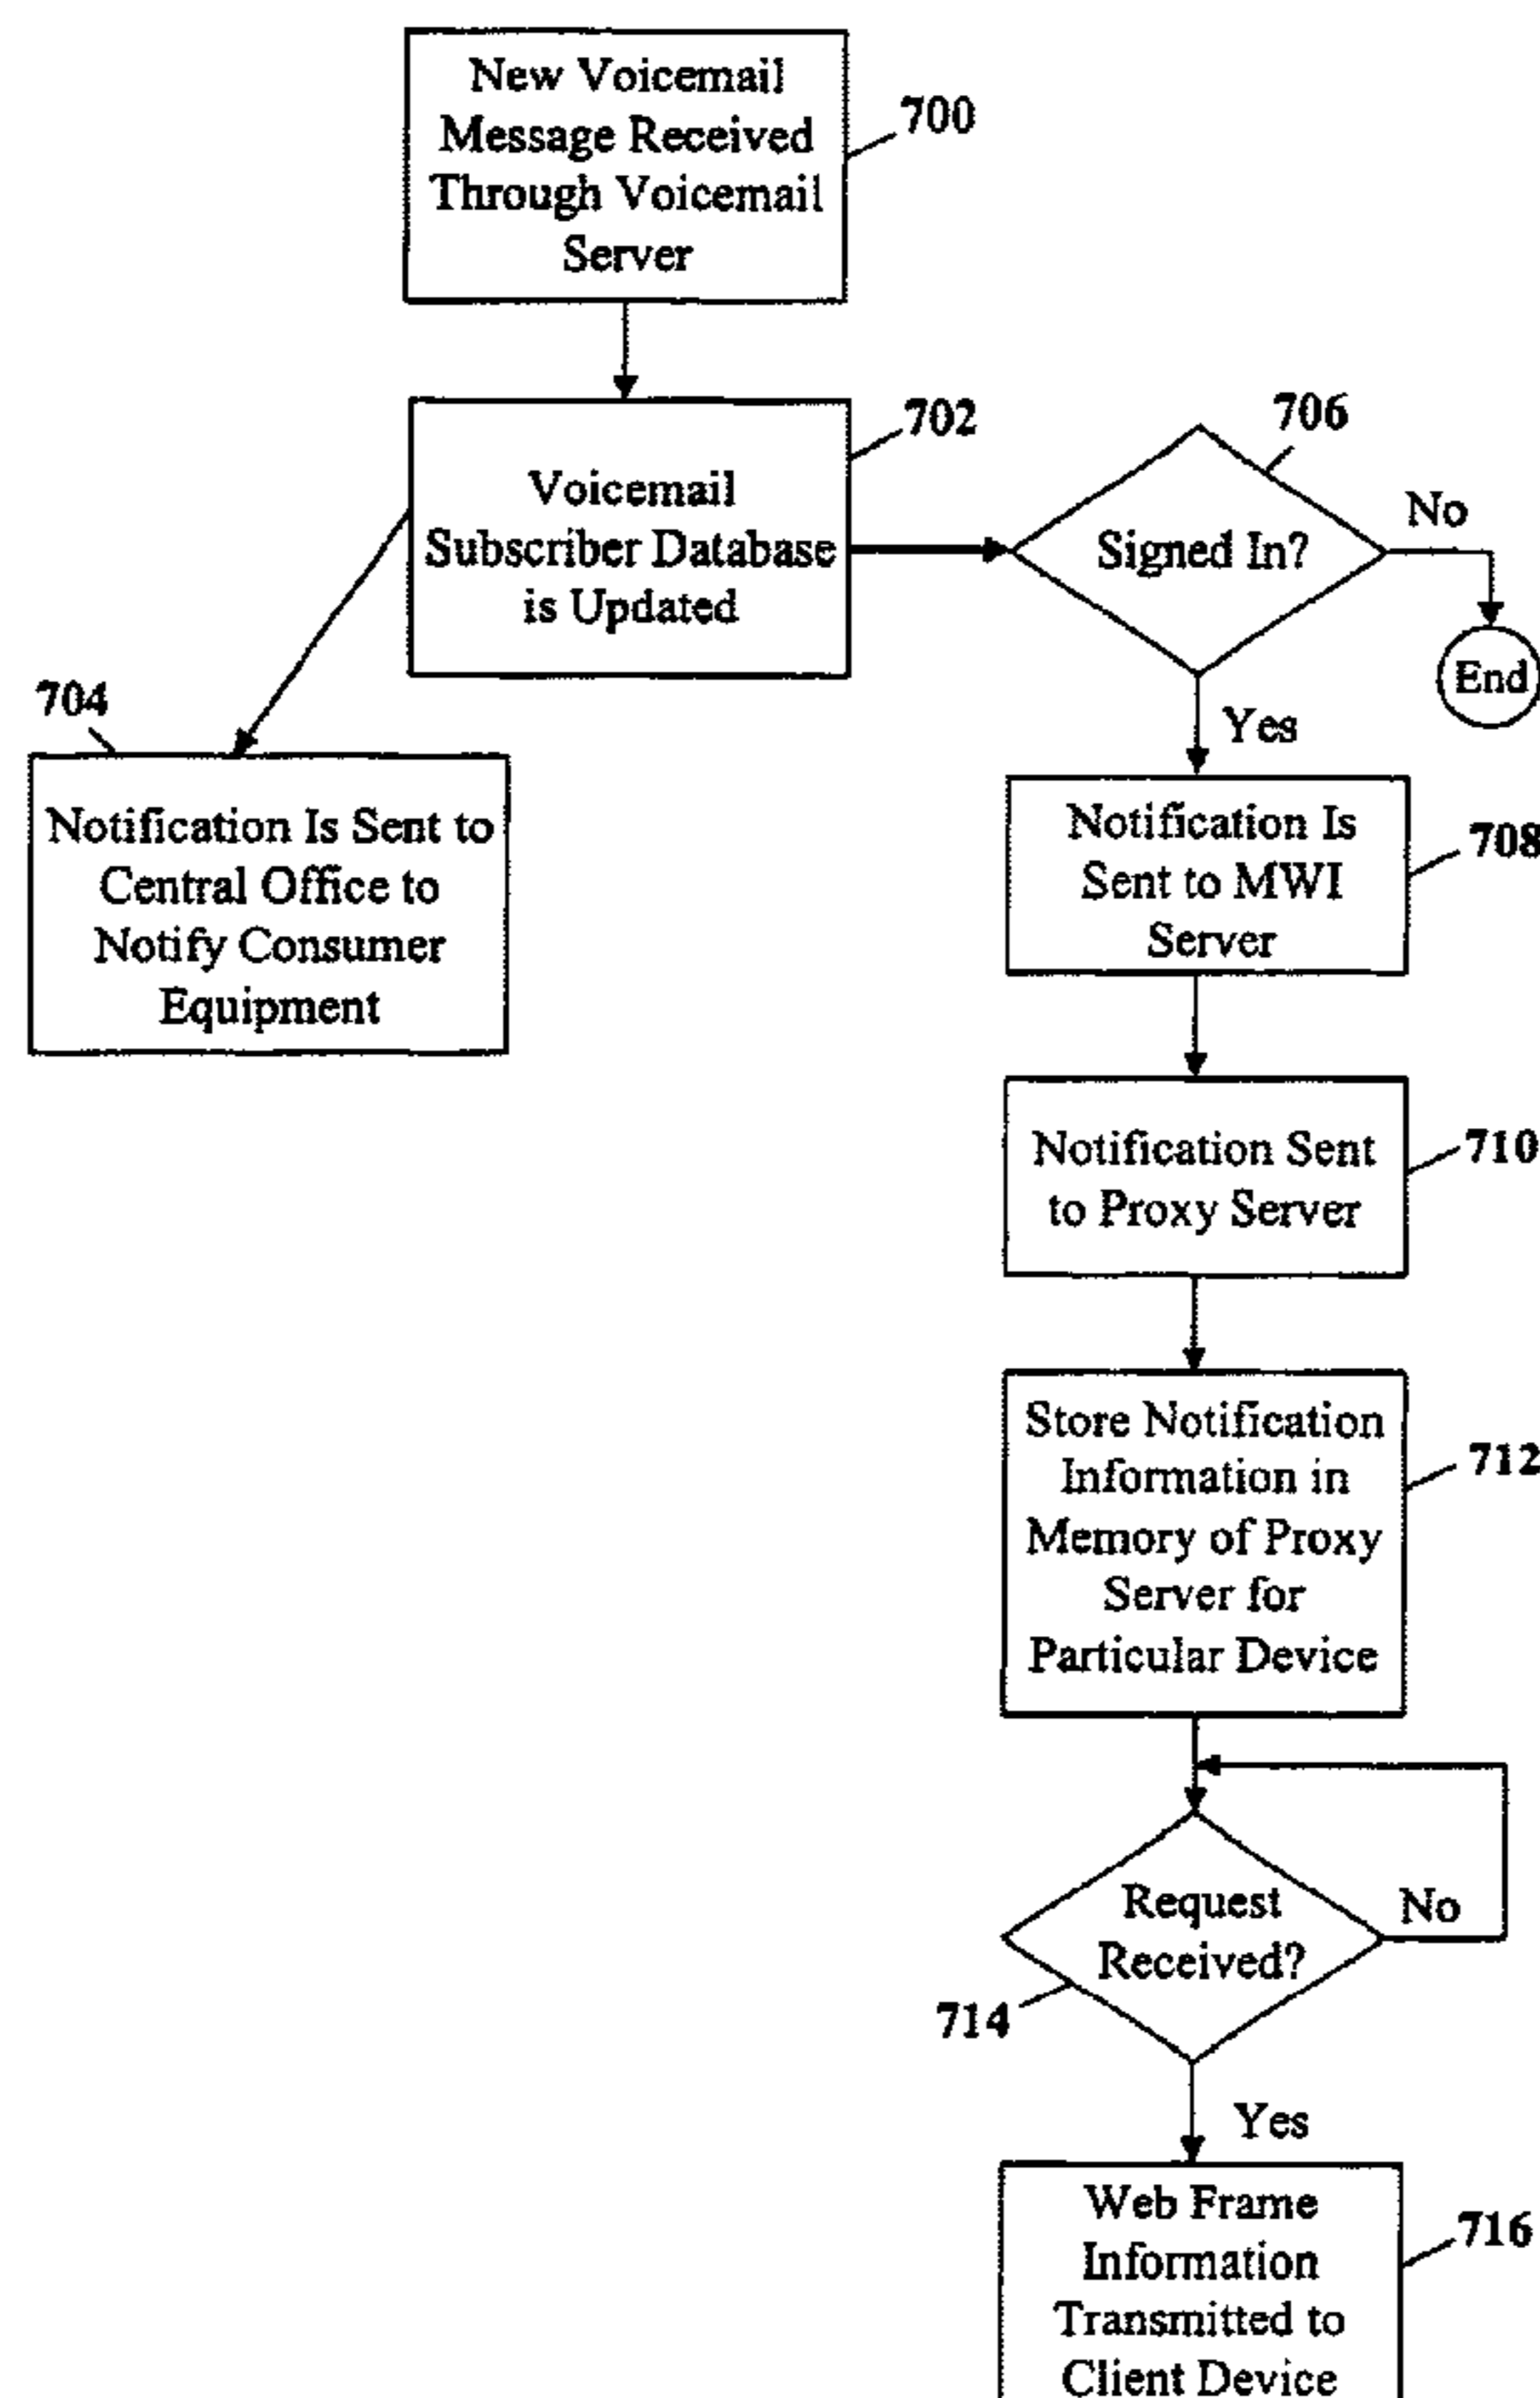 New Voicemail
Message Received
Through Voicemail
Server
700
Voicemail
Subscriber Database
is Updated
702
706
Signed In?
No
End
Yes
704
Notification Is Sent to
Central Office to
Notify Consumer
Equipment
Notification Is
Sent to MWI
Server
708
Notification Sent
to Proxy Server
710
Store Notification
Information in
Memory of Proxy
Server for
Particular Device
712
Request
Received?
No
714
Yes
Web Frame
Information
Transmitted to
Client Device
716